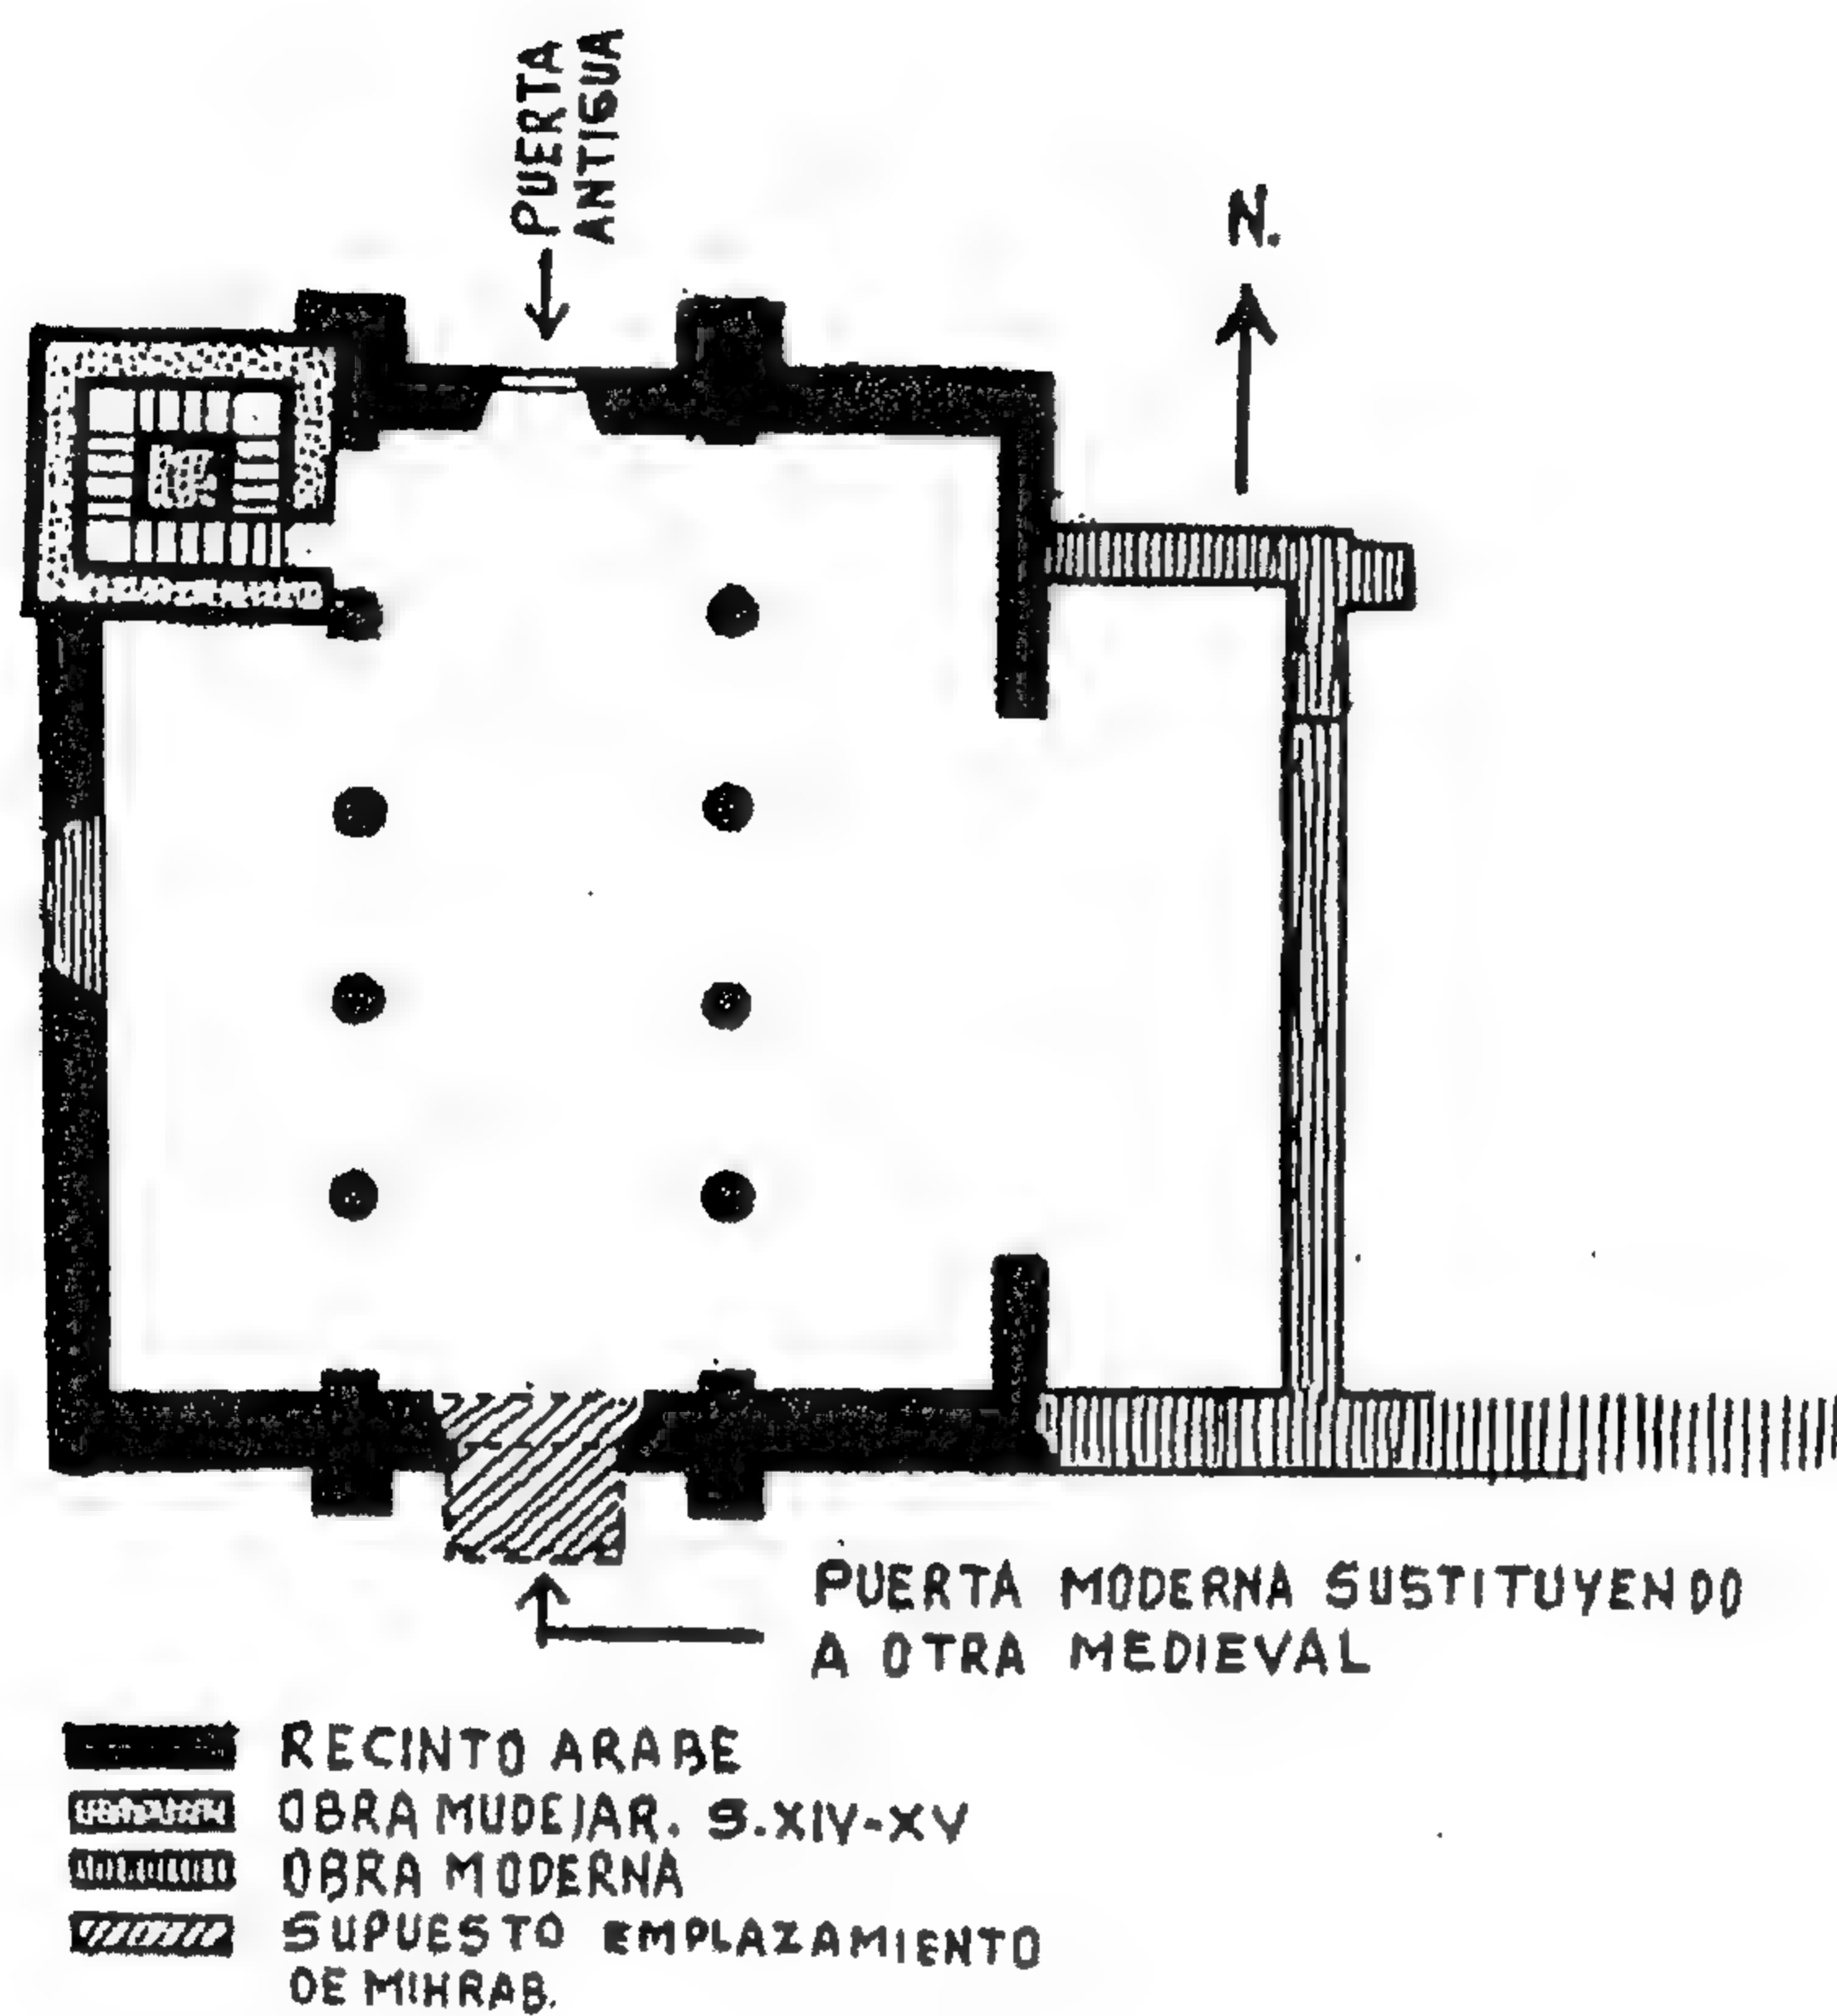 PUERTA
ANTIGUA
N.
PUERTA MODERNA SUSTITUYENDO
A OTRA MEDIEVAL
RECINTO ARABE
OBRA MUDEJAR. S.XIV-XV
OBRA MODERNA
SUPUESTO EMPLAZAMIENTO
DE MIHRAB.